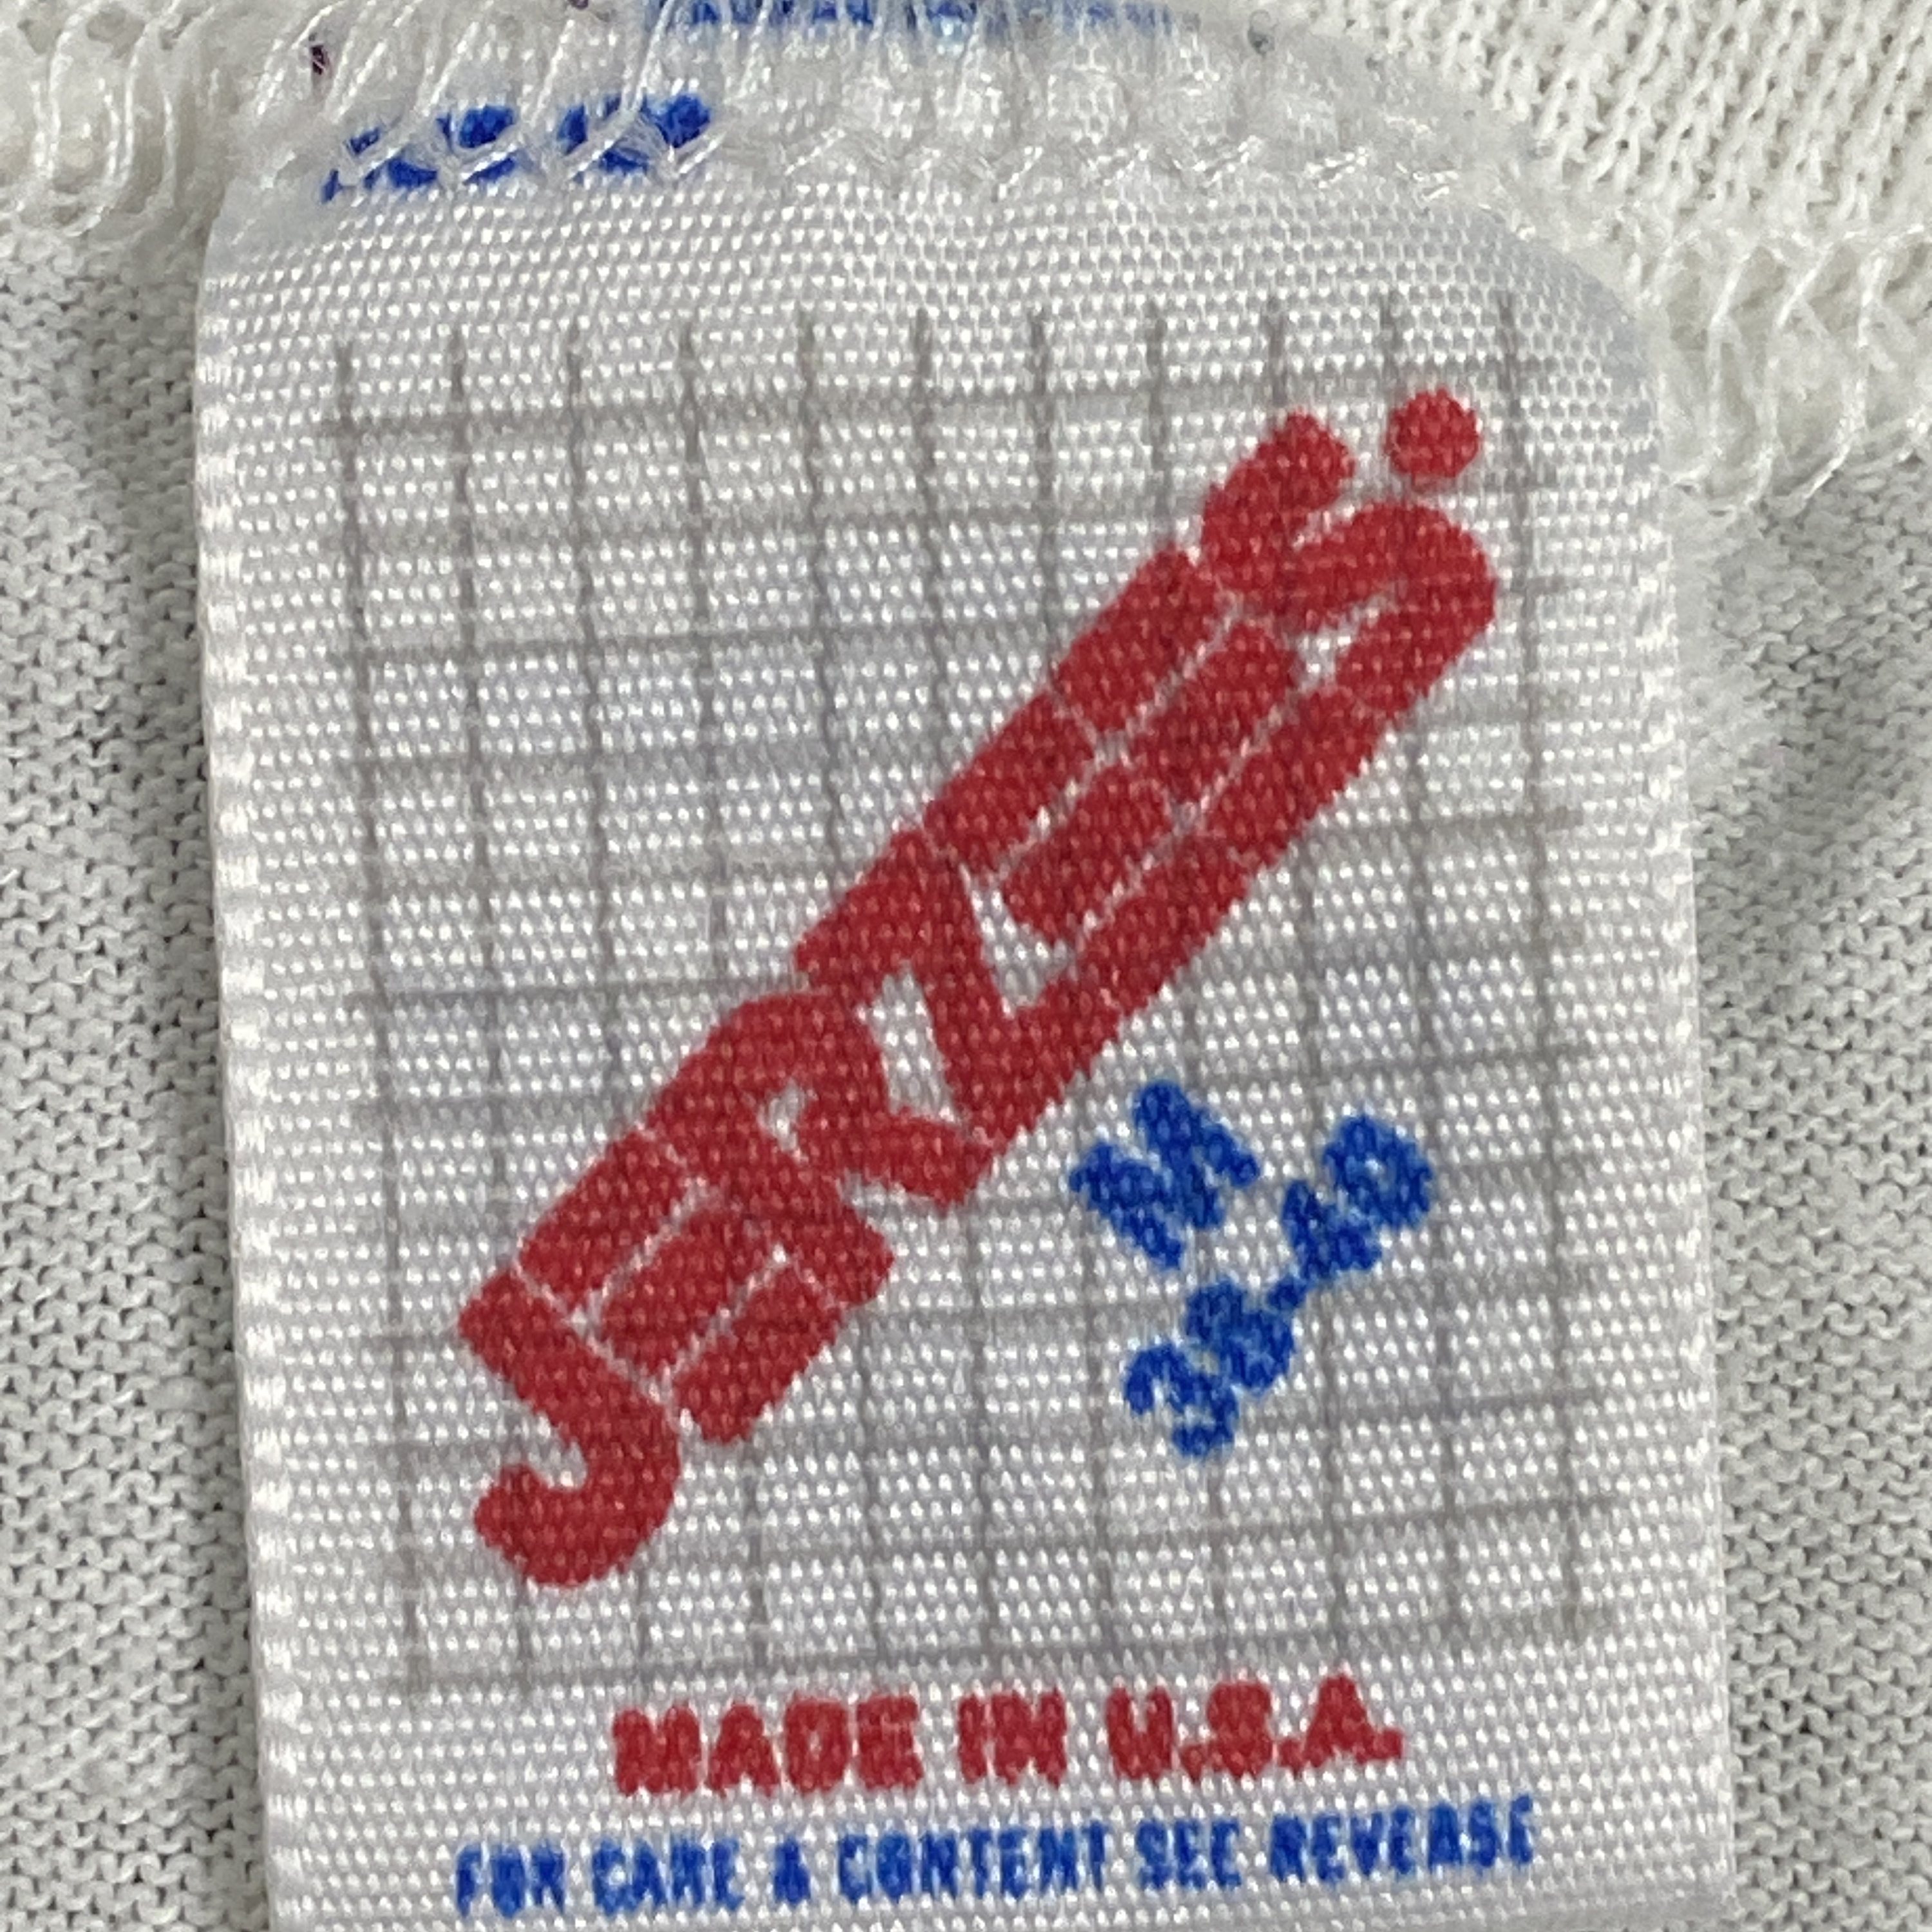 JERZEES
M
38-40
MADE IN U.S.A.
FOR CARE & CONTENT SEE REVERSE